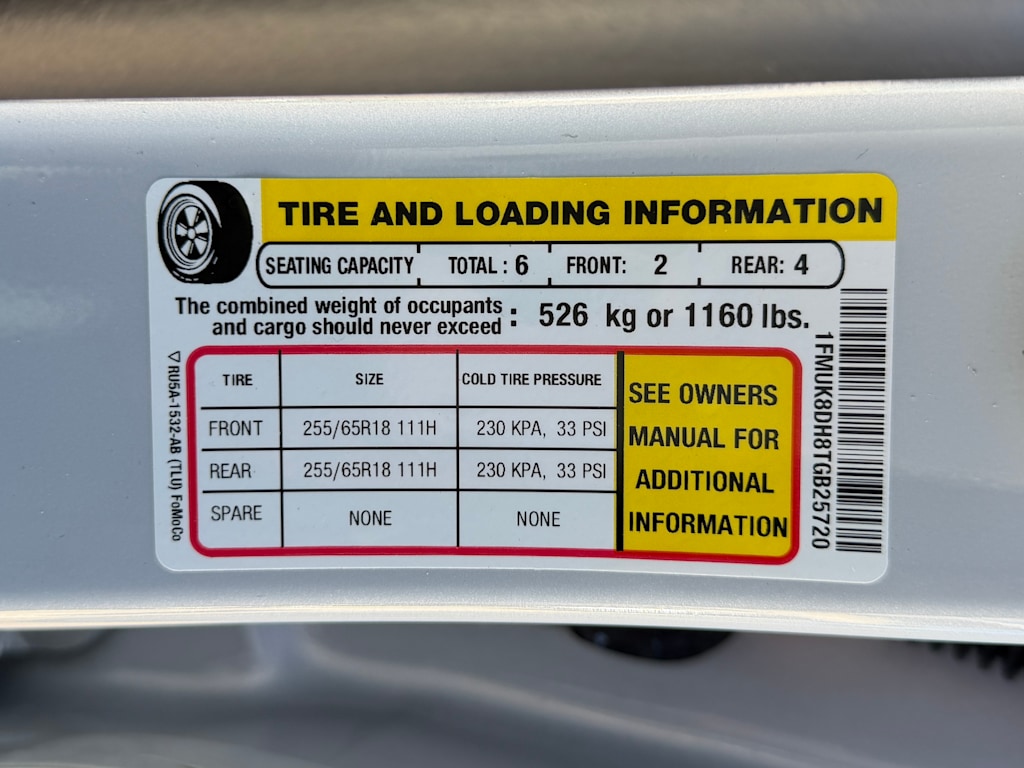 TIRE AND LOADING INFORMATION
SEATING CAPACITY TOTAL : 6 FRONT: 2 REAR: 4
The combined weight of occupants
and cargo should never exceed : 526 kg or 1160 lbs.
TIRE SIZE COLD TIRE PRESSURE
FRONT 255/65R18 111H 230 KPA, 33 PSI
REAR 255/65R18 111H 230 KPA, 33 PSI
SPARE NONE NONE
SEE OWNERS
MANUAL FOR
ADDITIONAL
INFORMATION
RU5A-1532-AB (TLU) FoMoCo
1FMUK8DH8TGB25720